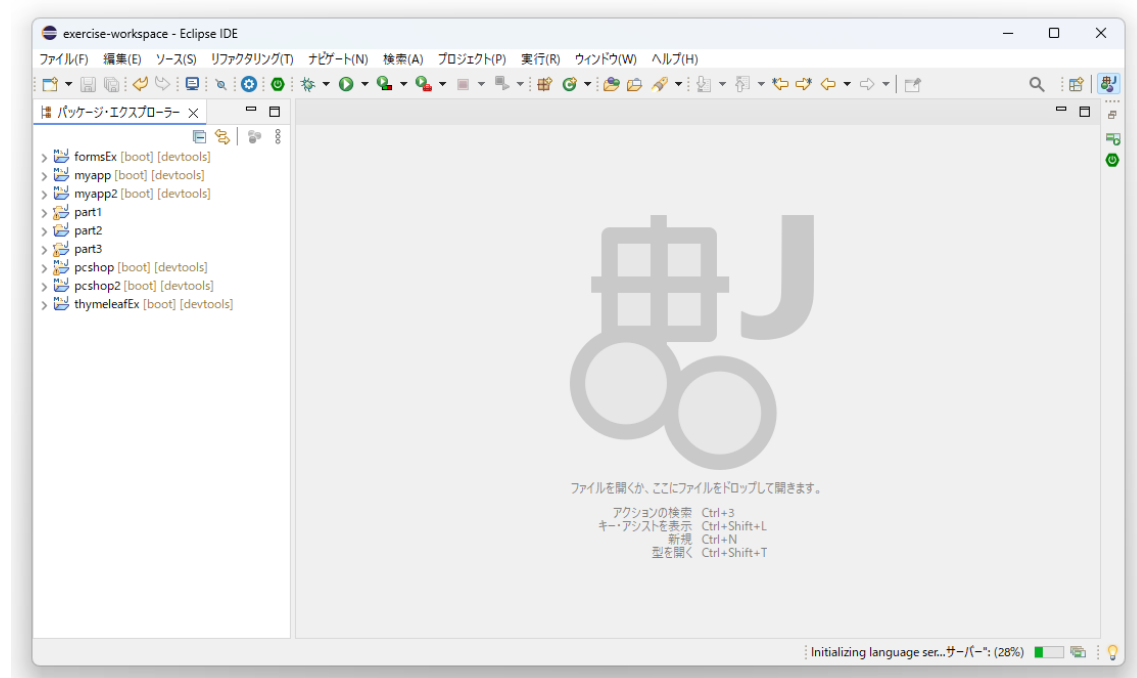 exercise-workspace - Eclipse IDE
ファイル(F) 編集(E) ソース(S) リファクタリング(T) ナビゲート(N) 検索(A) プロジェクト(P) 実行(R) ウィンドウ(W) ヘルプ(H)
パッケージ・エクスプローラー
formsEx [boot] [devtools]
myapp [boot] [devtools]
myapp2 [boot] [devtools]
part1
part2
part3
pcshop [boot] [devtools]
pcshop2 [boot] [devtools]
thymeleafEx [boot] [devtools]
ファイルを開くか、ここにファイルをドロップして開きます。
アクションの検索 Ctrl+3
キー・アシストを表示 Ctrl+Shift+L
新規 Ctrl+N
型を開く Ctrl+Shift+T
Initializing language ser...サーバー": (28%)